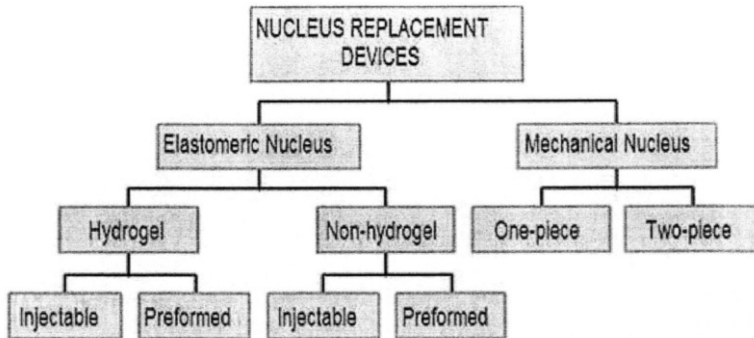 NUCLEUS REPLACEMENT
DEVICES
Elastomeric Nucleus
Mechanical Nucleus
Hydrogel
Non-hydrogel
One-piece
Two-piece
Injectable
Preformed
Injectable
Preformed